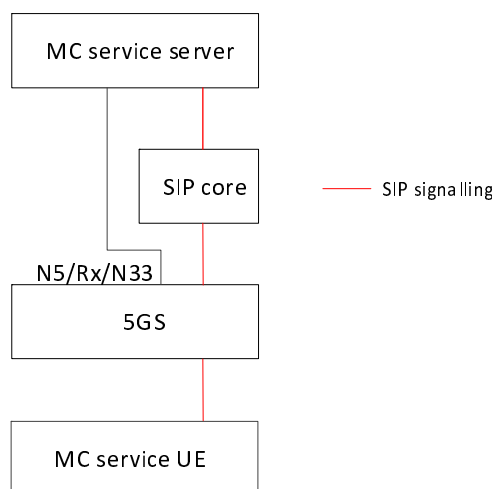 MC service server
SIP core
SIP signalling
N5/Rx/N33
5GS
MC service UE